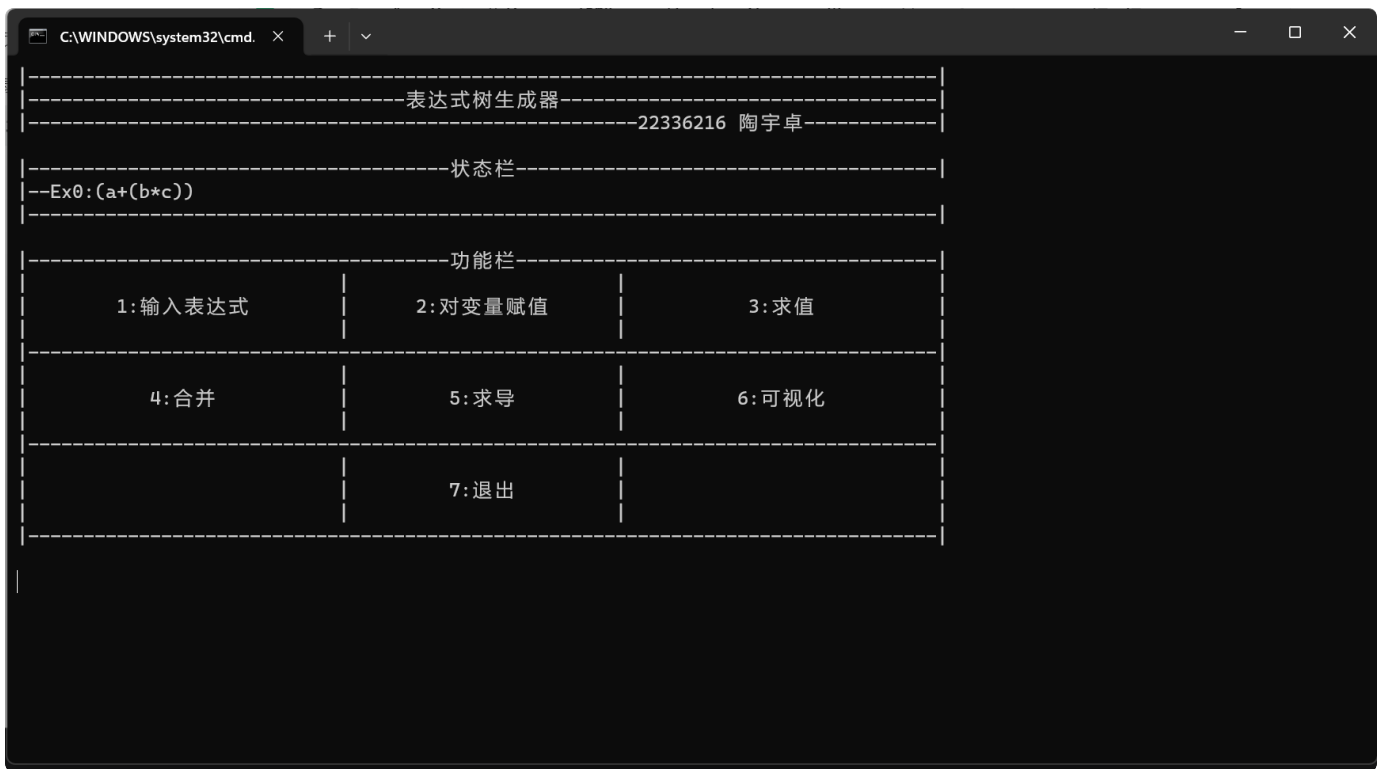 C:\WINDOWS\system32\cmd.
表达式树生成器
22336216 陶宇卓
状态栏
--Ex0:(a+(b*c))
功能栏
1:输入表达式 2:对变量赋值 3:求值
4:合并 5:求导 6:可视化
7:退出